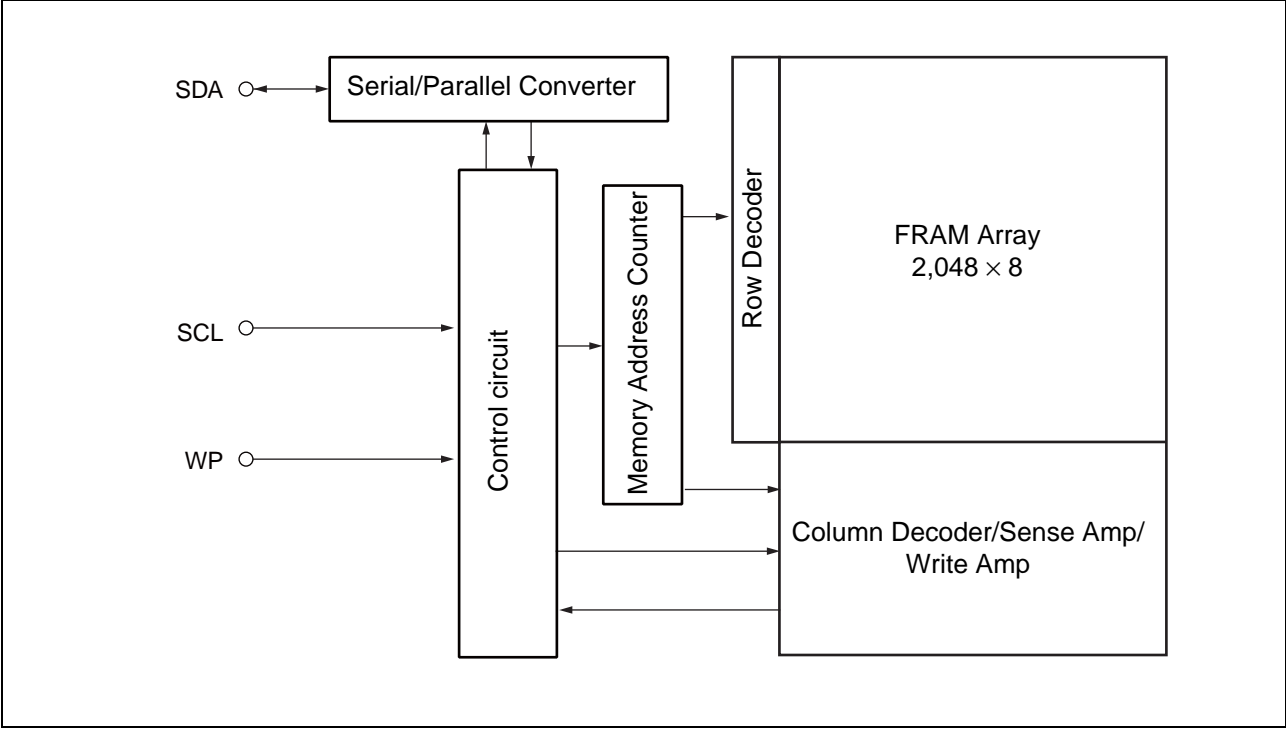 SDA
Serial/Parallel Converter
SCL
WP
Control circuit
Memory Address Counter
Row Decoder
FRAM Array
2,048 × 8
Column Decoder/Sense Amp/
Write Amp